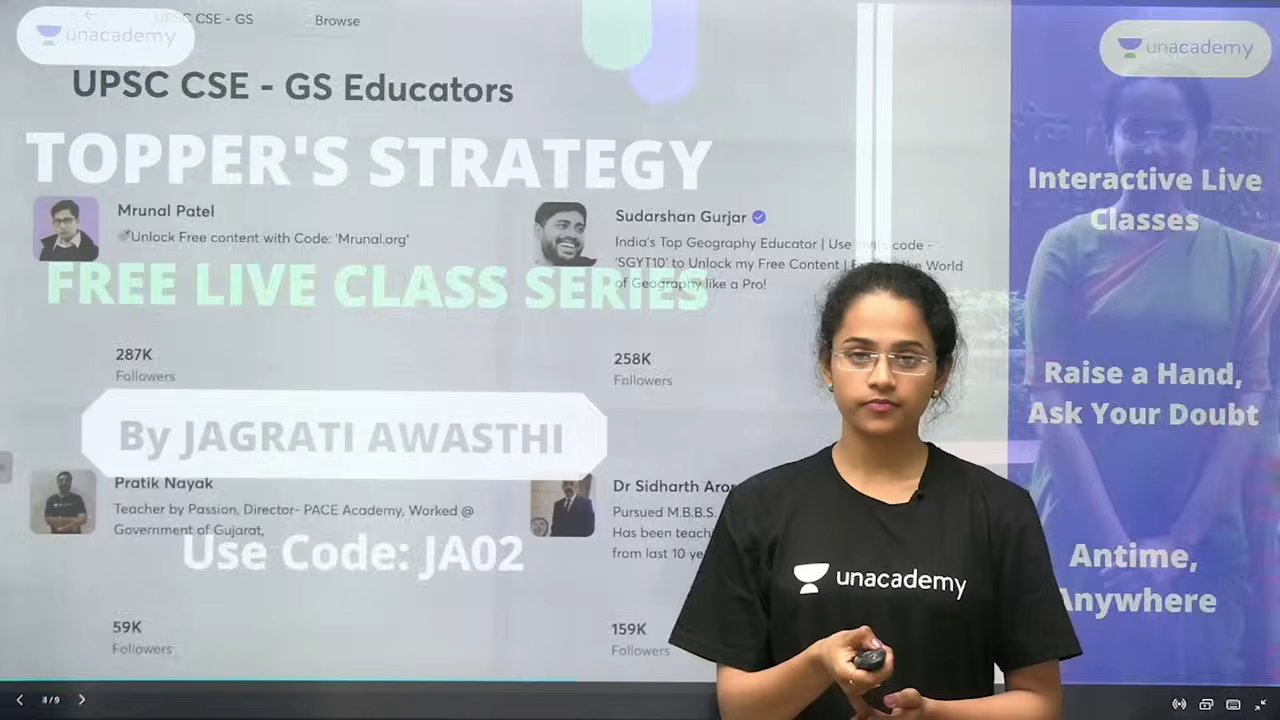 unacademy
UPSC CSE - GS
Browse
UPSC CSE - GS Educators
TOPPER'S STRATEGY
Mrunal Patel
Unlock Free content with Code: 'Mrunal.org'
Sudarshan Gurjar
India's Top Geography Educator | Use code -
'SGYT10' to Unlock my Free Content | the World
of Geography like a Pro!
FREE LIVE CLASS SERIES
287K
Followers
258K
Followers
By JAGRATI AWASTHI
Pratik Nayak
Teacher by Passion, Director- PACE Academy, Worked @
Government of Gujarat,
Dr Sidharth Aror
Pursued M.B.B.S.
Has been teach
from last 10 ye
Use Code: JA02
59K
Followers
159K
Followers
unacademy
Interactive Live
Classes
Raise a Hand,
Ask Your Doubt
Antime,
Anywhere
unacademy
/9